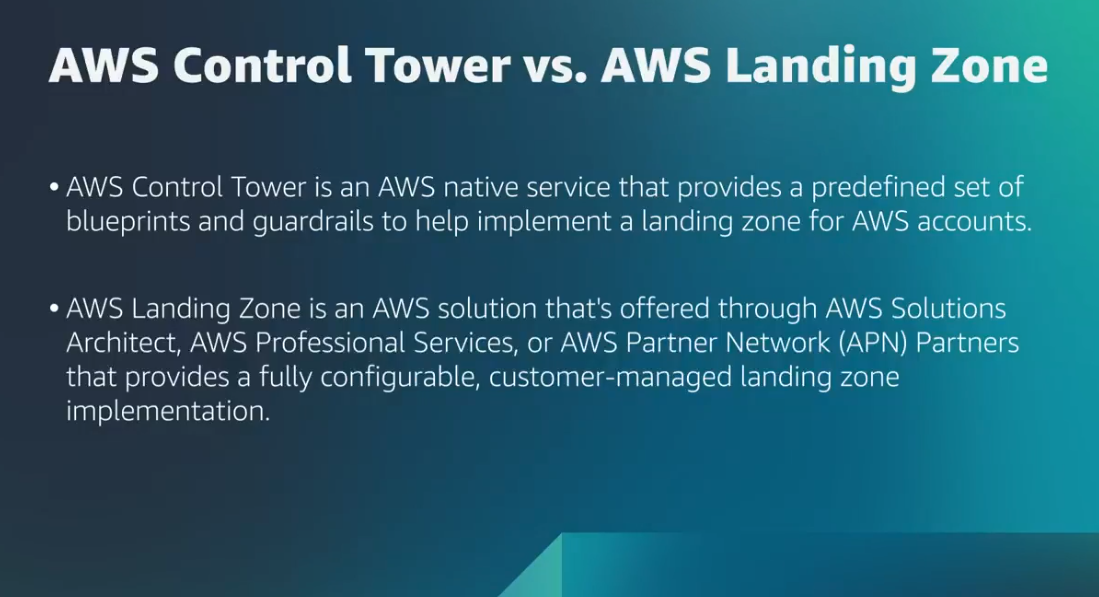 AWS Control Tower vs. AWS Landing Zone
• AWS Control Tower is an AWS native service that provides a predefined set of
blueprints and guardrails to help implement a landing zone for AWS accounts.
• AWS Landing Zone is an AWS solution that's offered through AWS Solutions
Architect, AWS Professional Services, or AWS Partner Network (APN) Partners
that provides a fully configurable, customer-managed landing zone
implementation.